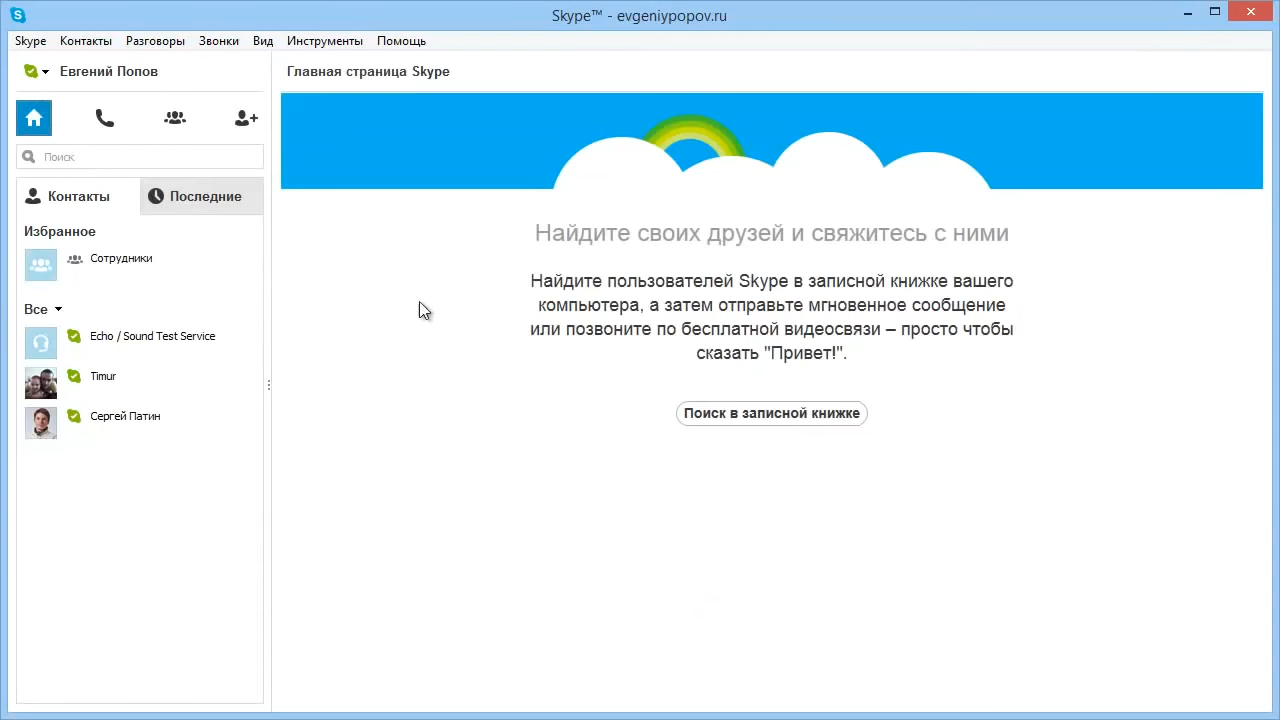 Skype™ - evgeniypopov.ru
Skype Контакты Разговоры Звонки Вид Инструменты Помощь
Евгений Попов
Поиск
Контакты Последние
Избранное
Сотрудники
Все
Echo / Sound Test Service
Timur
Сергей Патин
Главная страница Skype
Найдите своих друзей и свяжитесь с ними
Найдите пользователей Skype в записной книжке вашего
компьютера, а затем отправьте мгновенное сообщение
или позвоните по бесплатной видеосвязи – просто чтобы
сказать "Привет!".
Поиск в записной книжке